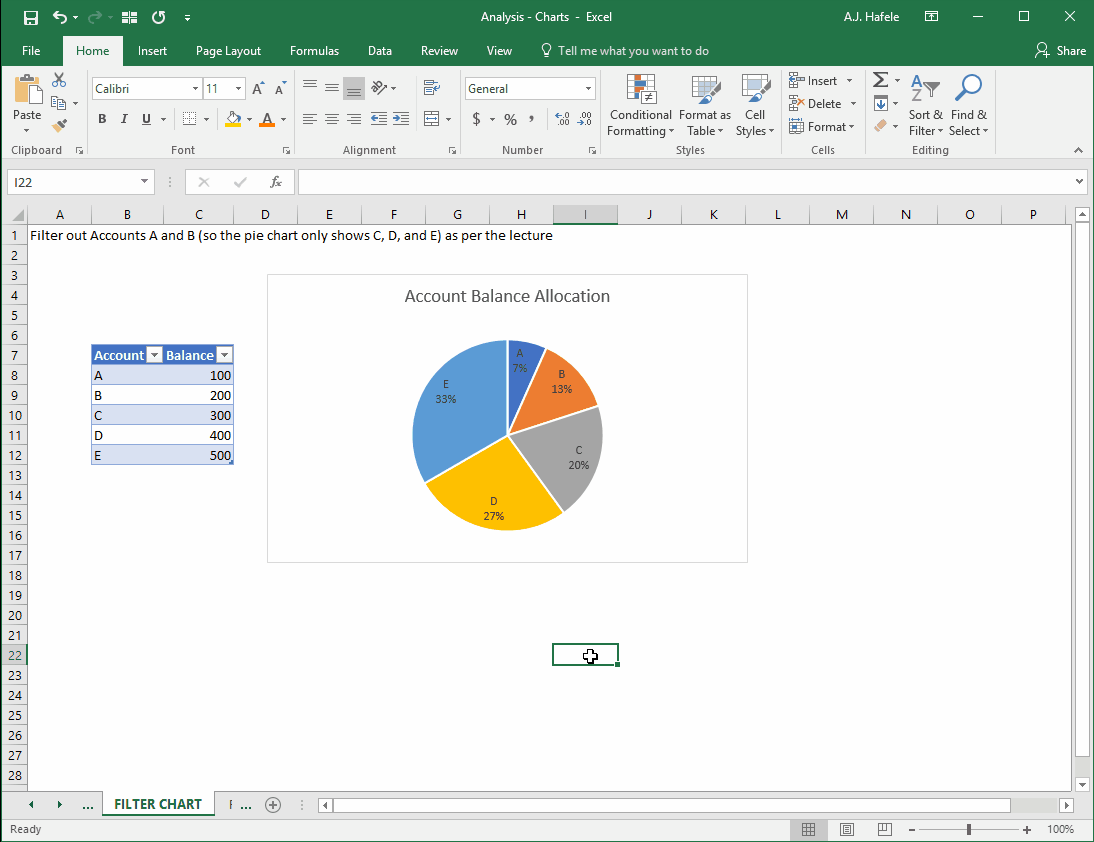 Analysis - Charts - Excel
A.J. Hafele
File Home Insert Page Layout Formulas Data Review View Tell me what you want to do Share
Paste
Calibri 11
B I U
General
$ % ,
Conditional Formatting
Format as Table
Cell Styles
Insert
Delete
Format
Sort & Filter
Find & Select
Clipboard Font Alignment Number Styles Cells Editing
I22
fx
A B C D E F G H I J K L M N O P
1 Filter out Accounts A and B (so the pie chart only shows C, D, and E) as per the lecture
2
3
4 Account Balance Allocation
5
6
7 Account Balance
8 A 100
9 B 200
10 C 300
11 D 400
12 E 500
13
14
15
16
17
18
19
20
21
22
23
24
25
26
27
28
A
7%
B
13%
C
20%
D
27%
E
33%
... FILTER CHART ...
Ready
100%